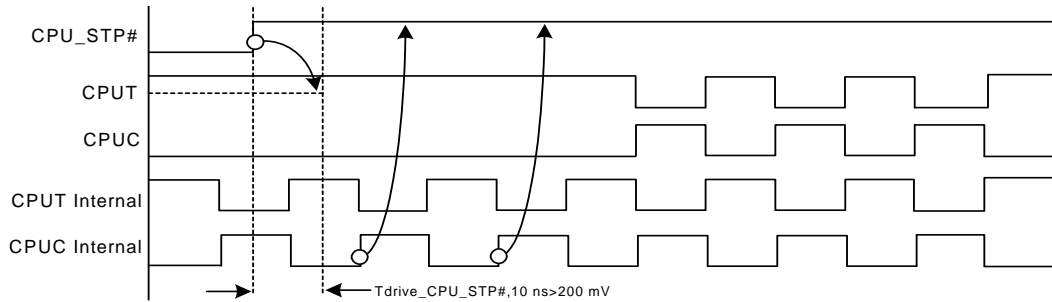 CPU_STP#
CPUT
CPUC
CPUT Internal
CPUC Internal
Tdrive_CPU_STP#,10 ns>200 mV